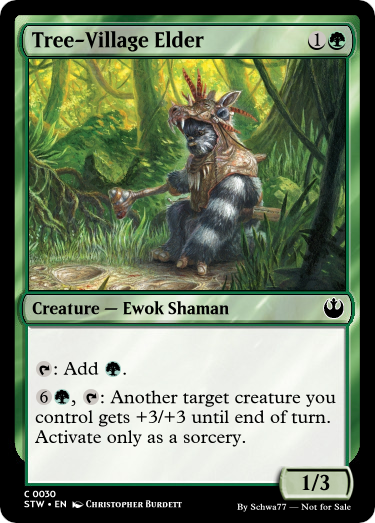 Tree-Village Elder 1
Creature — Ewok Shaman
: Add .
6 , : Another target creature you
control gets +3/+3 until end of turn.
Activate only as a sorcery.
1/3
C 0030
STW • EN Christopher Burdett
By Schwa77 — Not for Sale